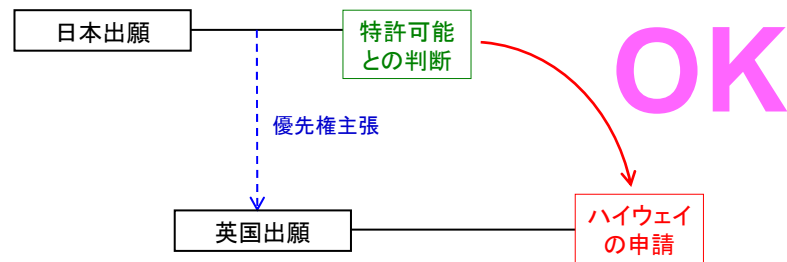 日本出願
特許可能
との判断
OK
優先権主張
英国出願
ハイウェイ
の申請